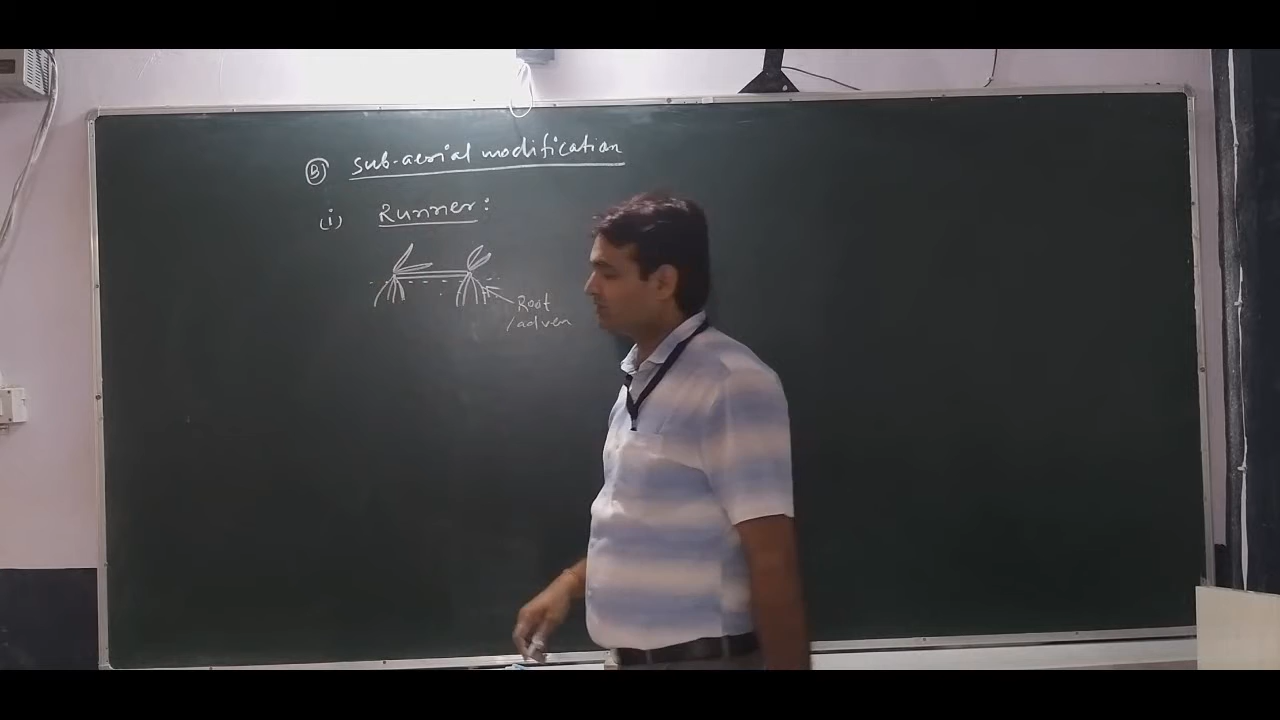 (B) Sub-aerial modification
(i) Runner:
Root
/adven